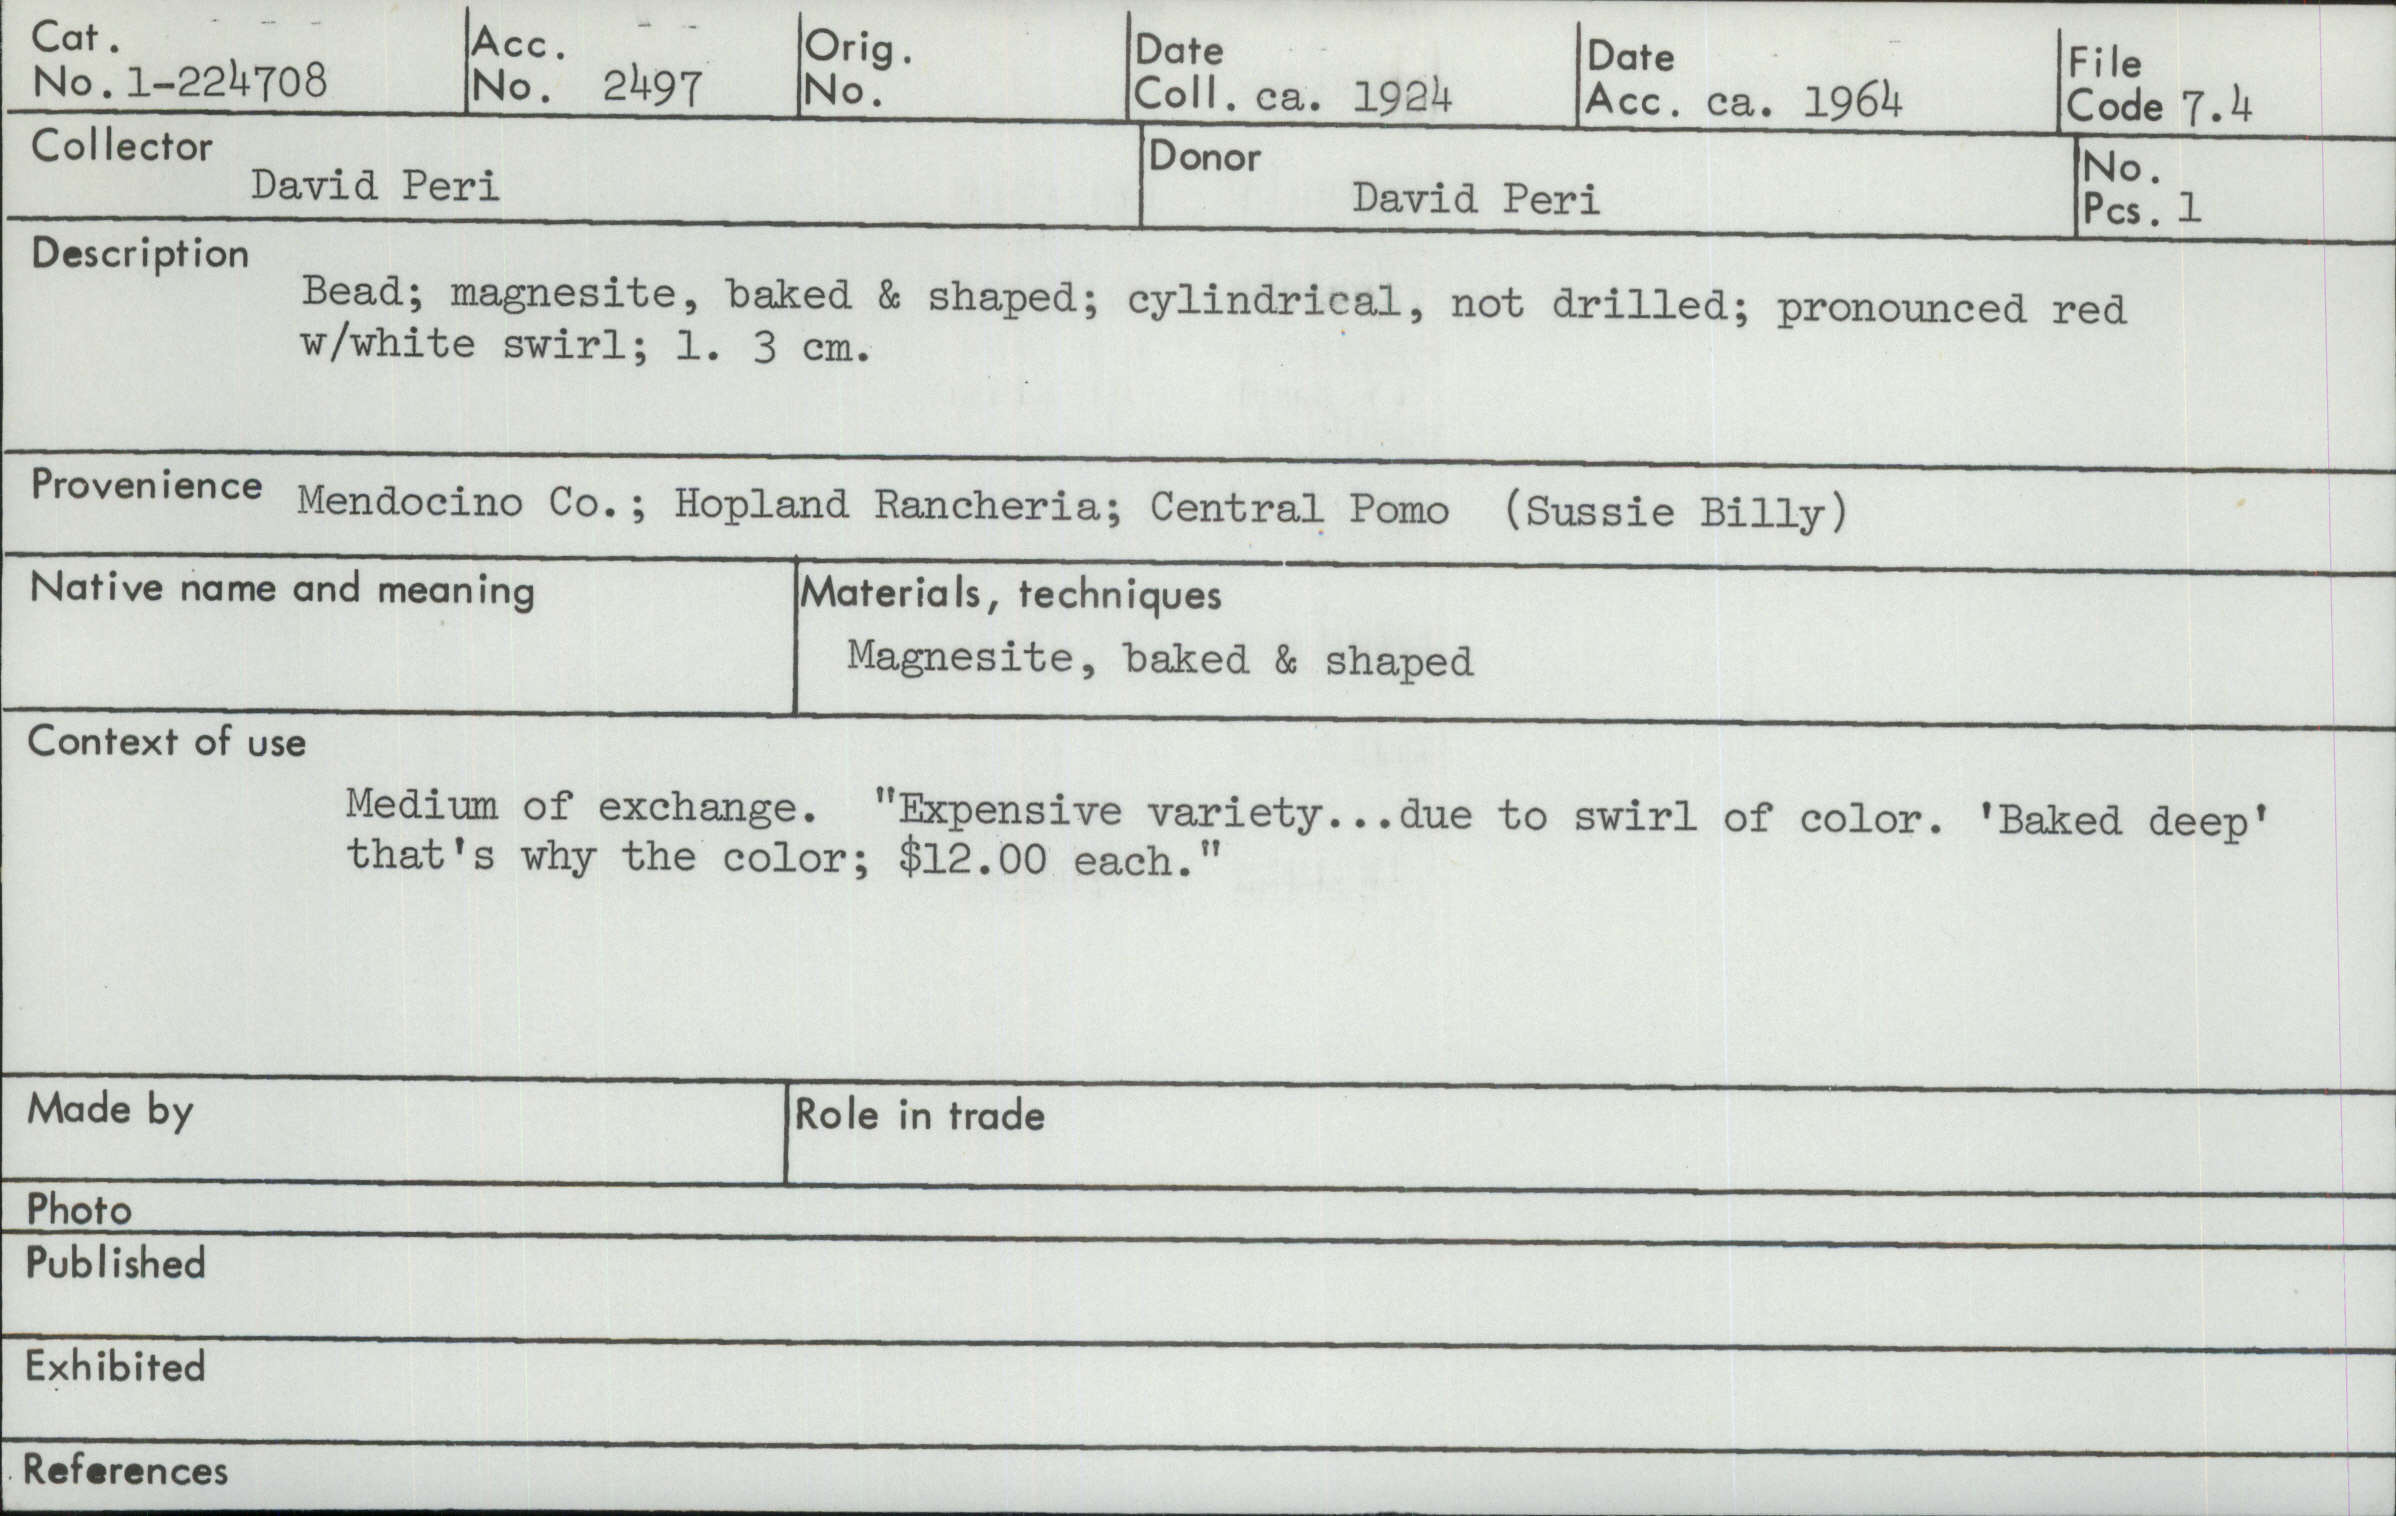 Cat. No. 1-224708
Acc. No. 2497
Orig. No.
Date Coll. ca. 1924
Date Acc. ca. 1964
File Code 7.4
Collector
David Peri
Donor
David Peri
No. Pcs. 1
Description
Bead; magnesite, baked & shaped; cylindrical, not drilled; pronounced red
w/white swirl; l. 3 cm.
Provenience Mendocino Co.; Hopland Rancheria; Central Pomo (Sussie Billy)
Native name and meaning
Materials, techniques
Magnesite, baked & shaped
Context of use
Medium of exchange. "Expensive variety...due to swirl of color. 'Baked deep'
that's why the color; $12.00 each."
Made by
Role in trade
Photo
Published
Exhibited
References